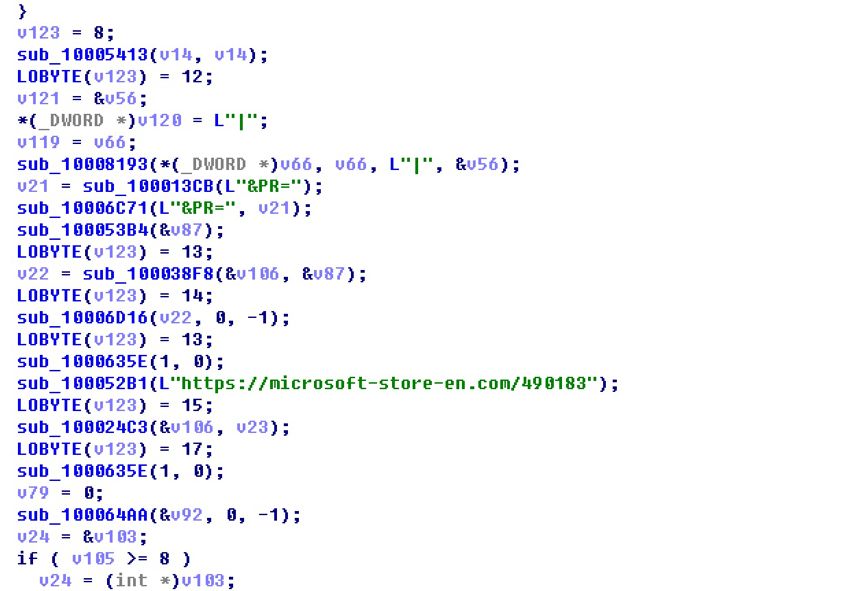 }
v123 = 8;
sub_10005413(v14, v14);
LOBYTE(v123) = 12;
v121 = &v56;
*(_DWORD *)v120 = L"|";
v119 = v66;
sub_10008193(*(_DWORD *)v66, v66, L"|", &v56);
v21 = sub_100013CB(L"&PR=");
sub_10006C71(L"&PR=", v21);
sub_100053B4(&v87);
LOBYTE(v123) = 13;
v22 = sub_100038F8(&v106, &v87);
LOBYTE(v123) = 14;
sub_10006D16(v22, 0, -1);
LOBYTE(v123) = 13;
sub_1000635E(1, 0);
sub_100052B1(L"https://microsoft-store-en.com/490183");
LOBYTE(v123) = 15;
sub_100024C3(&v106, v23);
LOBYTE(v123) = 17;
sub_1000635E(1, 0);
v79 = 0;
sub_100064AA(&v92, 0, -1);
v24 = &v103;
if ( v105 >= 8 )
v24 = (int *)v103;